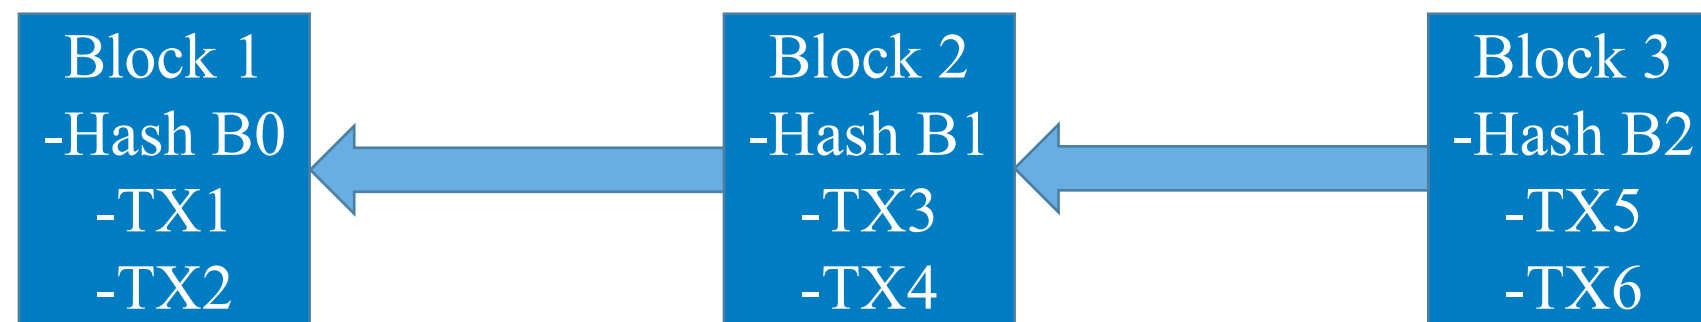 Block 1
-Hash B0
-TX1
-TX2
Block 2
-Hash B1
-TX3
-TX4
Block 3
-Hash B2
-TX5
-TX6